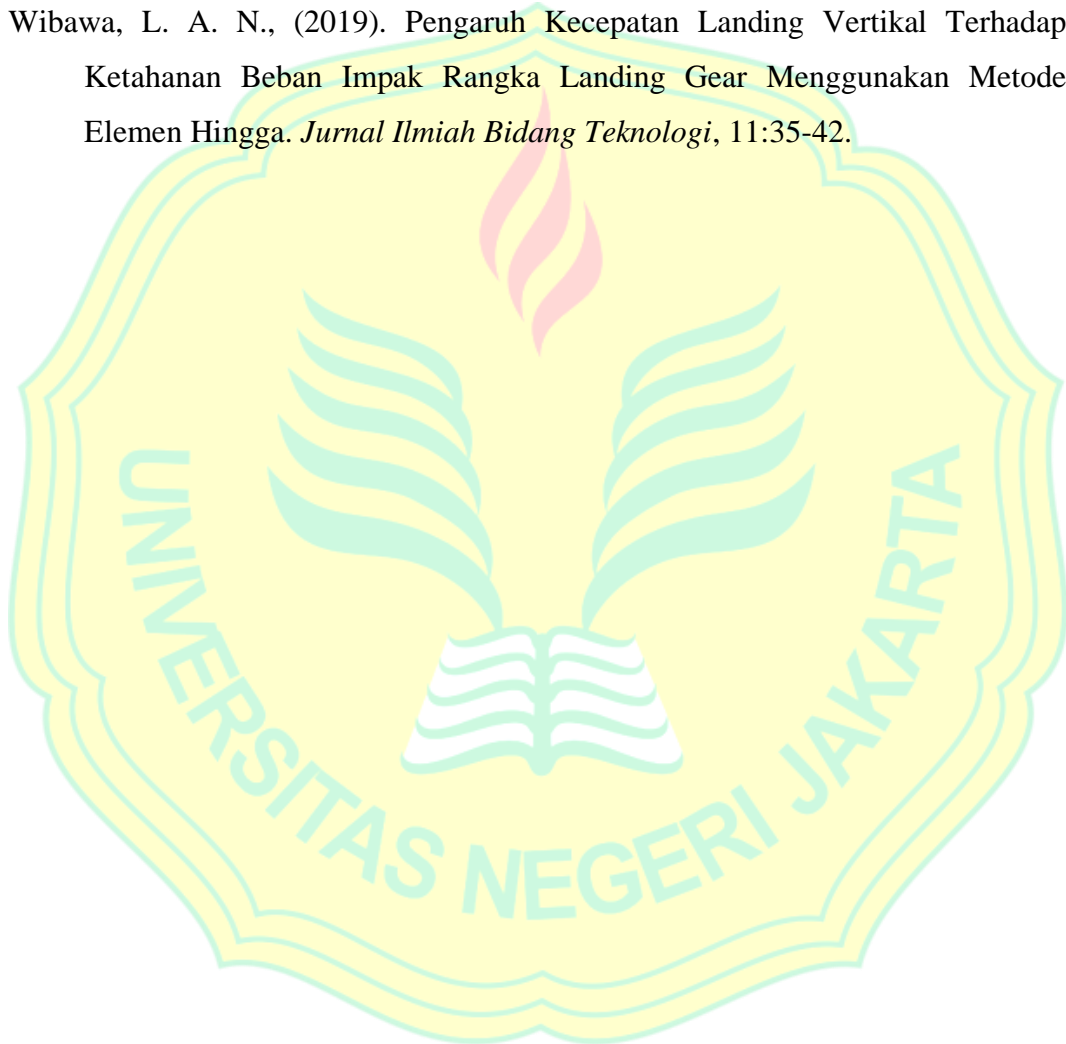 Wibawa, L. A. N., (2019). Pengaruh Kecepatan Landing Vertikal Terhadap
Ketahanan Beban Impak Rangka Landing Gear Menggunakan Metode
Elemen Hingga. Jurnal Ilmiah Bidang Teknologi, 11:35-42.
UNIVERSITAS NEGERI JAKARTA